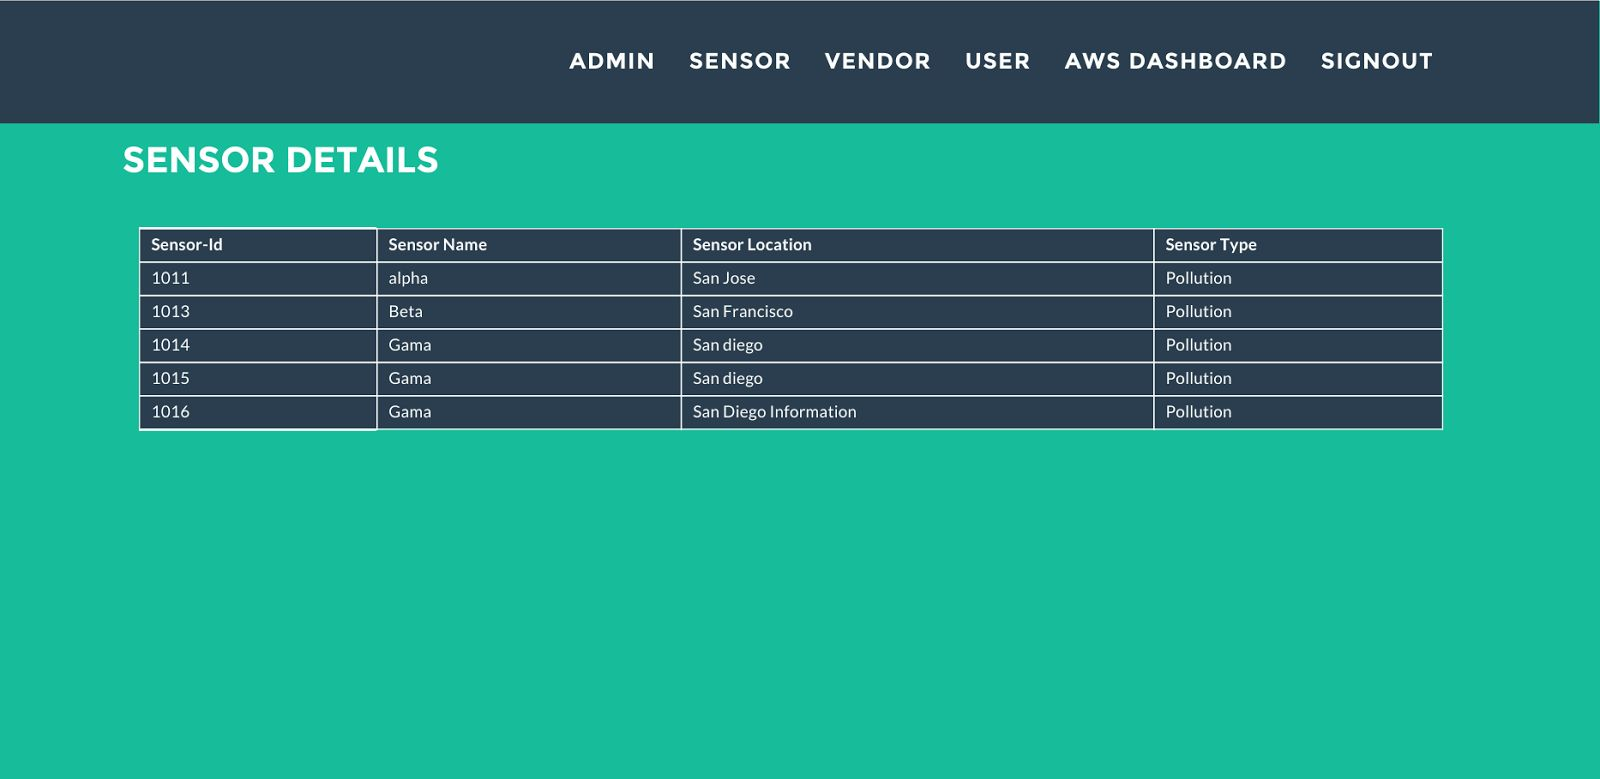 ADMIN SENSOR VENDOR USER AWS DASHBOARD SIGNOUT
SENSOR DETAILS
Sensor-Id Sensor Name Sensor Location Sensor Type
1011 alpha San Jose Pollution
1013 Beta San Francisco Pollution
1014 Gama San diego Pollution
1015 Gama San diego Pollution
1016 Gama San Diego Information Pollution